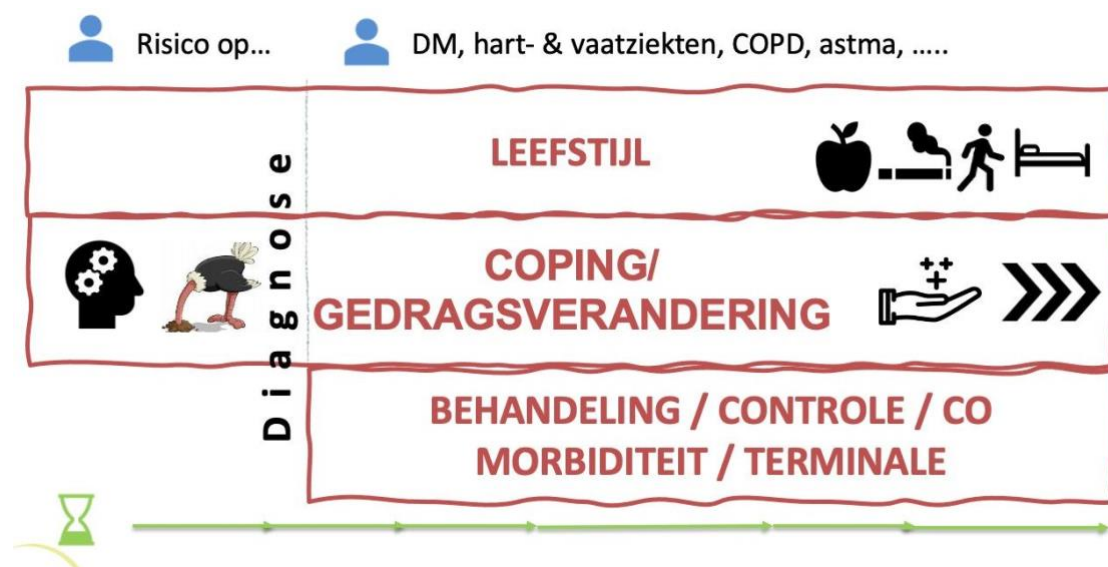 Risico op...
DM, hart- & vaatziekten, COPD, astma, .....
Diagnose
LEEFSTIJL
COPING/
GEDRAGSVERANDERING
BEHANDELING / CONTROLE / CO
MORBIDITEIT / TERMINALE